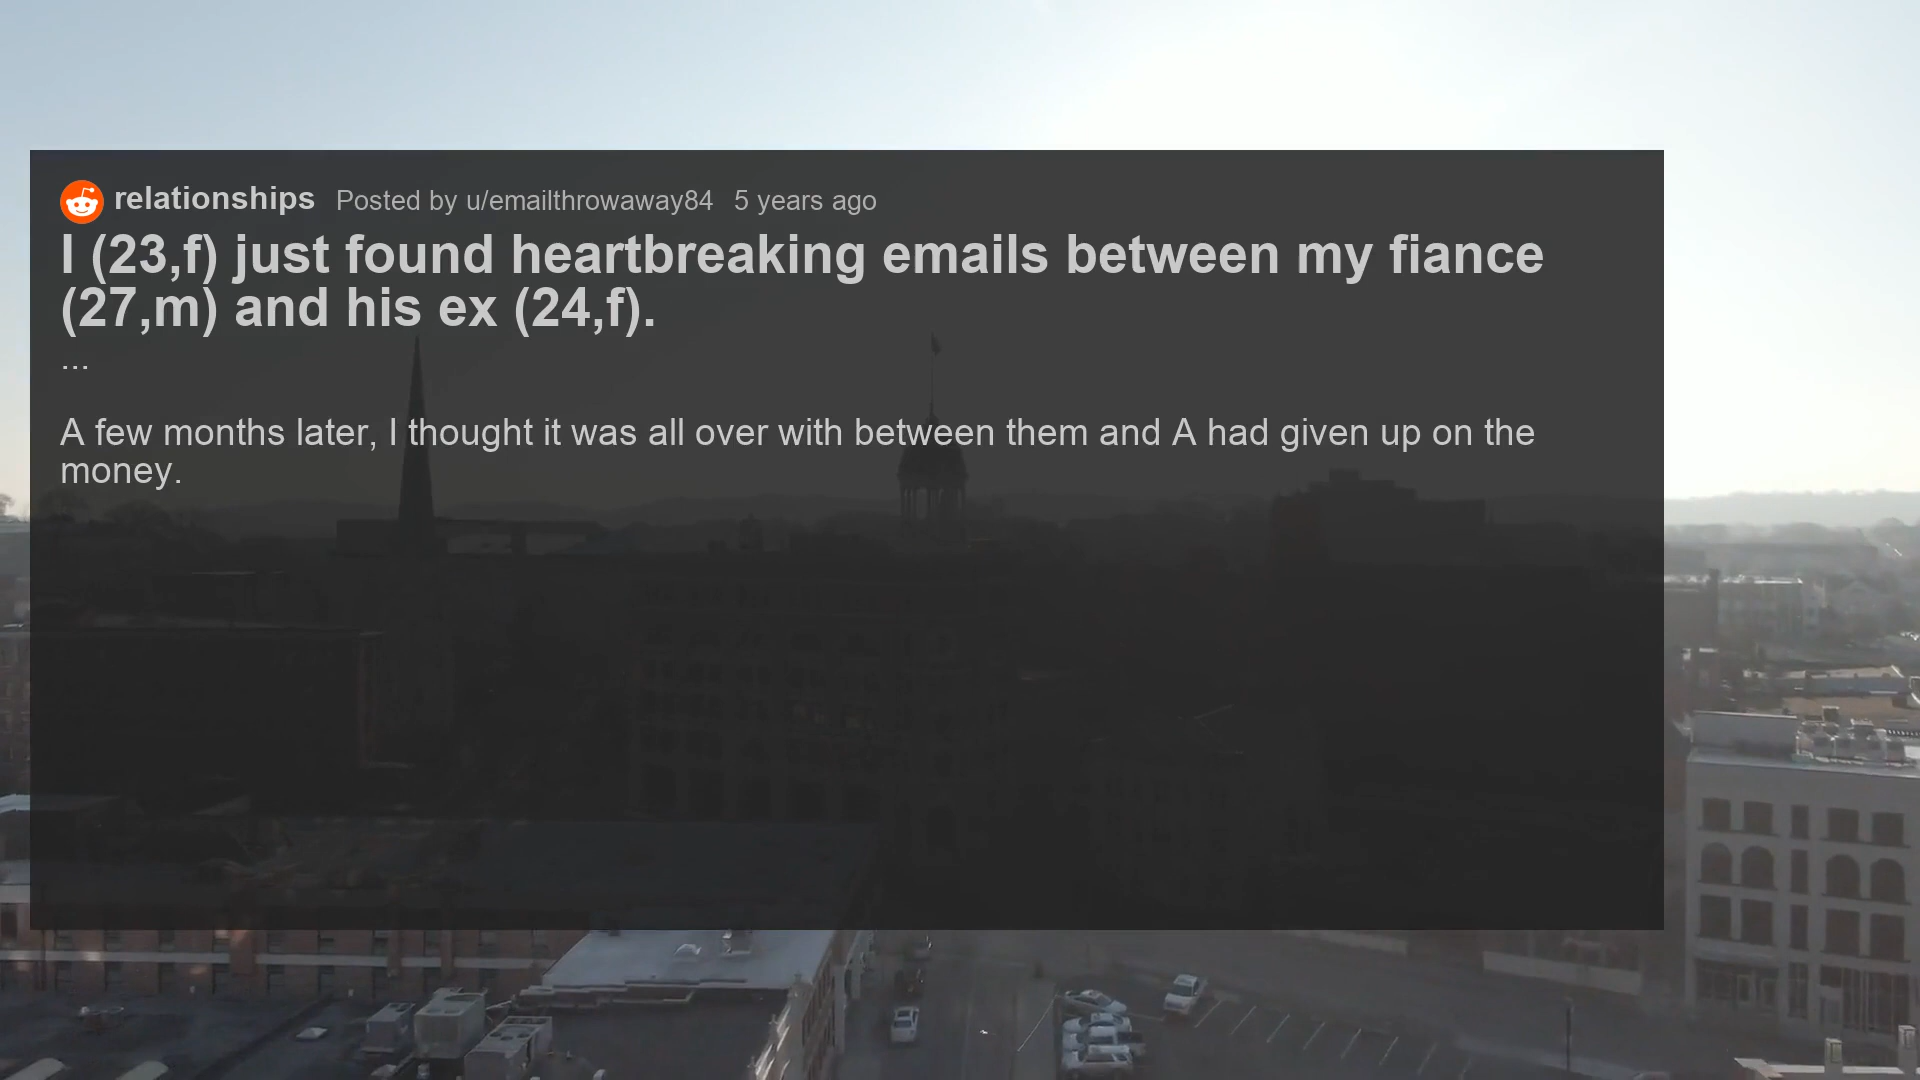 relationships Posted by u/emailthrowaway84 5 years ago
I (23,f) just found heartbreaking emails between my fiance
(27,m) and his ex (24,f).
...
A few months later, I thought it was all over with between them and A had given up on the
money.